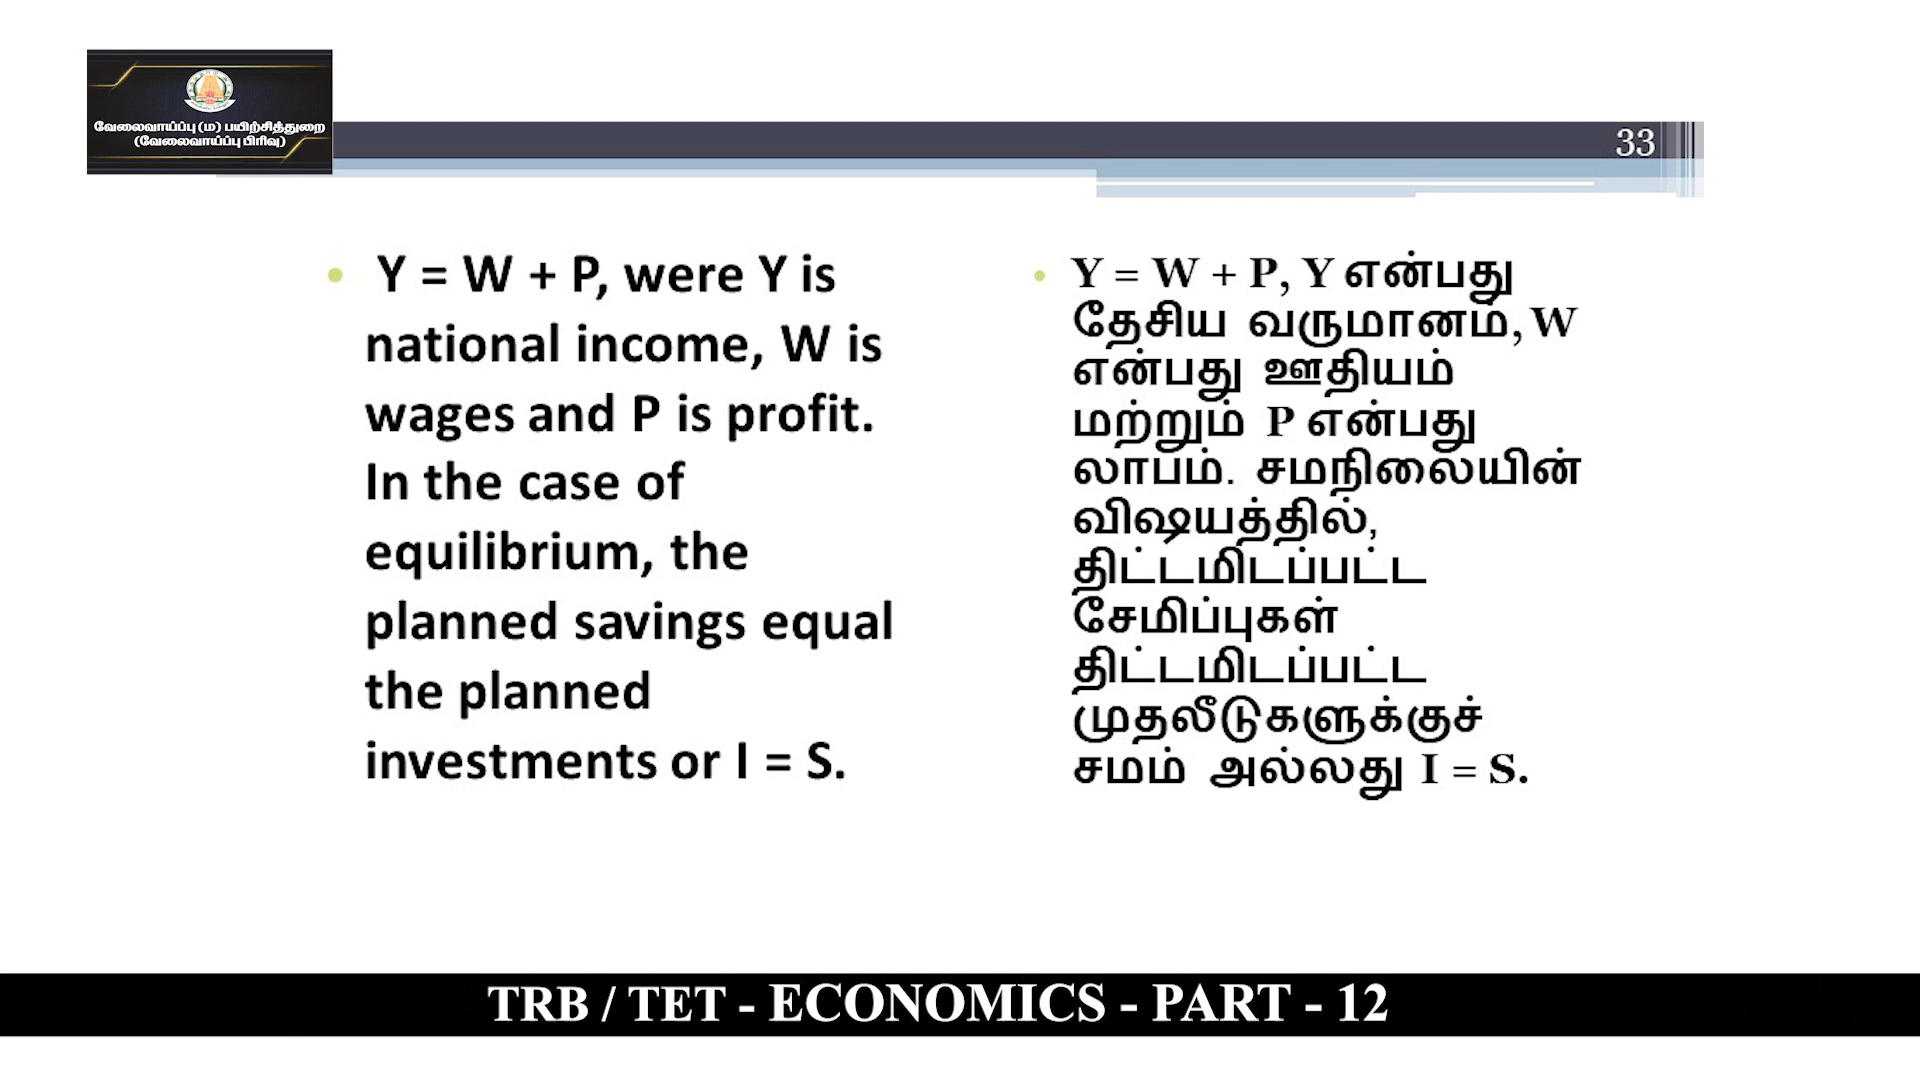 வேலைவாய்ப்பு (ம) பயிற்சித்துறை
(வேலைவாய்ப்பு பிரிவு)
33
• Y = W + P, were Y is
national income, W is
wages and P is profit.
In the case of
equilibrium, the
planned savings equal
the planned
investments or I = S.
• Y = W + P, Y என்பது
தேசிய வருமானம், W
என்பது ஊதியம்
மற்றும் P என்பது
லாபம். சமநிலையின்
விஷயத்தில்,
திட்டமிடப்பட்ட
சேமிப்புகள்
திட்டமிடப்பட்ட
முதலீடுகளுக்குச்
சமம் அல்லது I = S.
TRB / TET - ECONOMICS - PART - 12